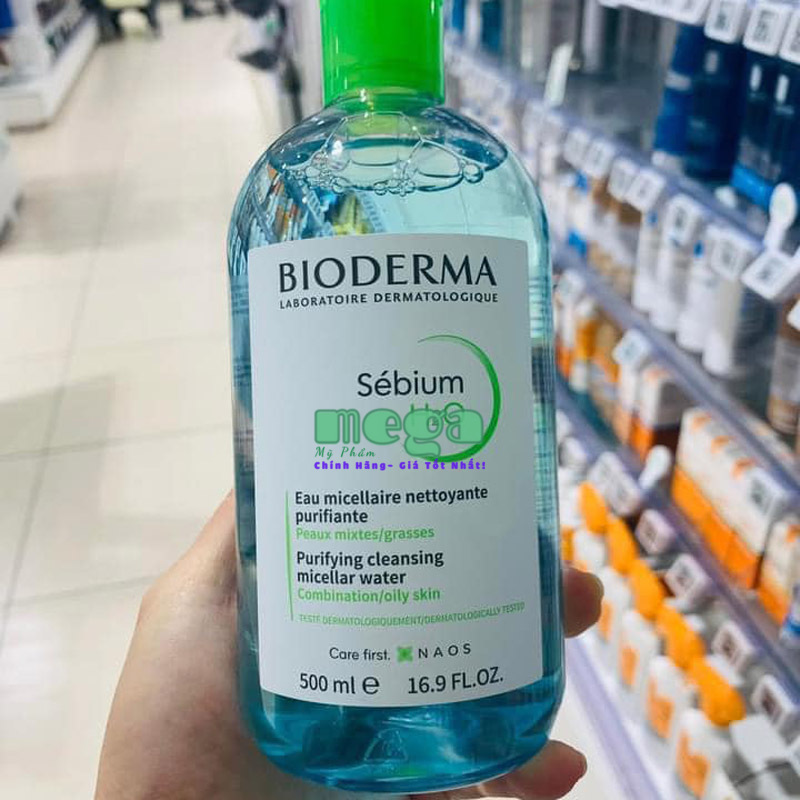 BIODERMA
LABORATOIRE DERMATOLOGIQUE
Sébium
mega
Mỹ Phẩm
Chính Hãng- Giá Tốt Nhất!
Eau micellaire nettoyante
purifiante
Peaux mixtes/grasses
Purifying cleansing
micellar water
Combination/oily skin
TESTÉ DERMATOLOGIQUEMENT/DERMATOLOGICALLY TESTED
Care first. NAOS
500 ml e 16.9 FL.OZ.